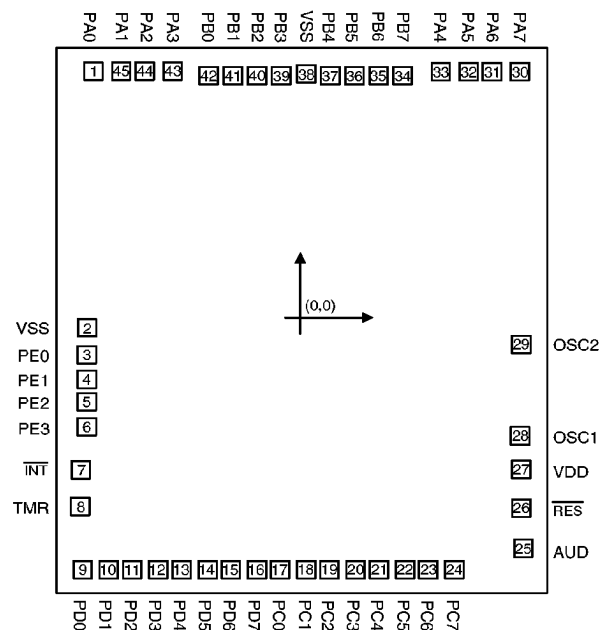 PA0 PA1 PA2 PA3 PB0 PB1 PB2 PB3 VSS PB4 PB5 PB6 PB7 PA4 PA5 PA6 PA7
1 45 44 43 42 41 40 39 38 37 36 35 34 33 32 31 30
(0,0)
VSS 2
29 OSC2
PE0 3
PE1 4
PE2 5
PE3 6
28 OSC1
INT 7
27 VDD
TMR 8
26 RES
25 AUD
9 10 11 12 13 14 15 16 17 18 19 20 21 22 23 24
PD0 PD1 PD2 PD3 PD4 PD5 PD6 PD7 PC0 PC1 PC2 PC3 PC4 PC5 PC6 PC7